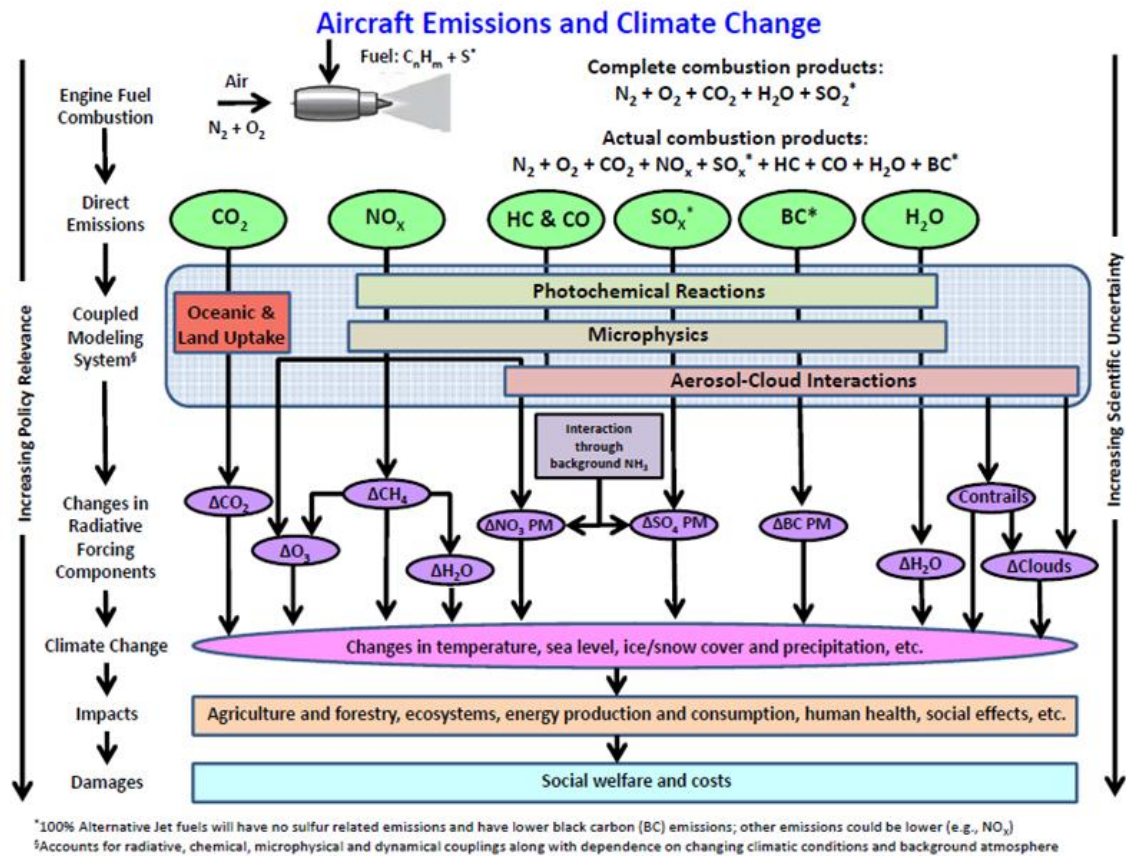 Aircraft Emissions and Climate Change
Engine Fuel
Combustion
Air
N₂ + O₂
Fuel: CₙHₘ + S*
Complete combustion products:
N₂ + O₂ + CO₂ + H₂O + SO₂*
Actual combustion products:
N₂ + O₂ + CO₂ + NOₓ + SOₓ* + HC + CO + H₂O + BC*
Direct
Emissions
CO₂
NOₓ
HC & CO
SOₓ*
BC*
H₂O
Coupled
Modeling
System§
Oceanic &
Land Uptake
Photochemical Reactions
Microphysics
Aerosol-Cloud Interactions
Interaction
through
background NH₃
Changes in
Radiative
Forcing
Components
ΔCO₂
ΔCH₄
ΔO₃
ΔH₂O
ΔNO₃ PM
ΔSO₄ PM
ΔBC PM
ΔH₂O
Contrails
ΔClouds
Climate Change
Changes in temperature, sea level, ice/snow cover and precipitation, etc.
Impacts
Agriculture and forestry, ecosystems, energy production and consumption, human health, social effects, etc.
Damages
Social welfare and costs
Increasing Policy Relevance
Increasing Scientific Uncertainty
*100% Alternative Jet fuels will have no sulfur related emissions and have lower black carbon (BC) emissions; other emissions could be lower (e.g., NOₓ)
§Accounts for radiative, chemical, microphysical and dynamical couplings along with dependence on changing climatic conditions and background atmosphere